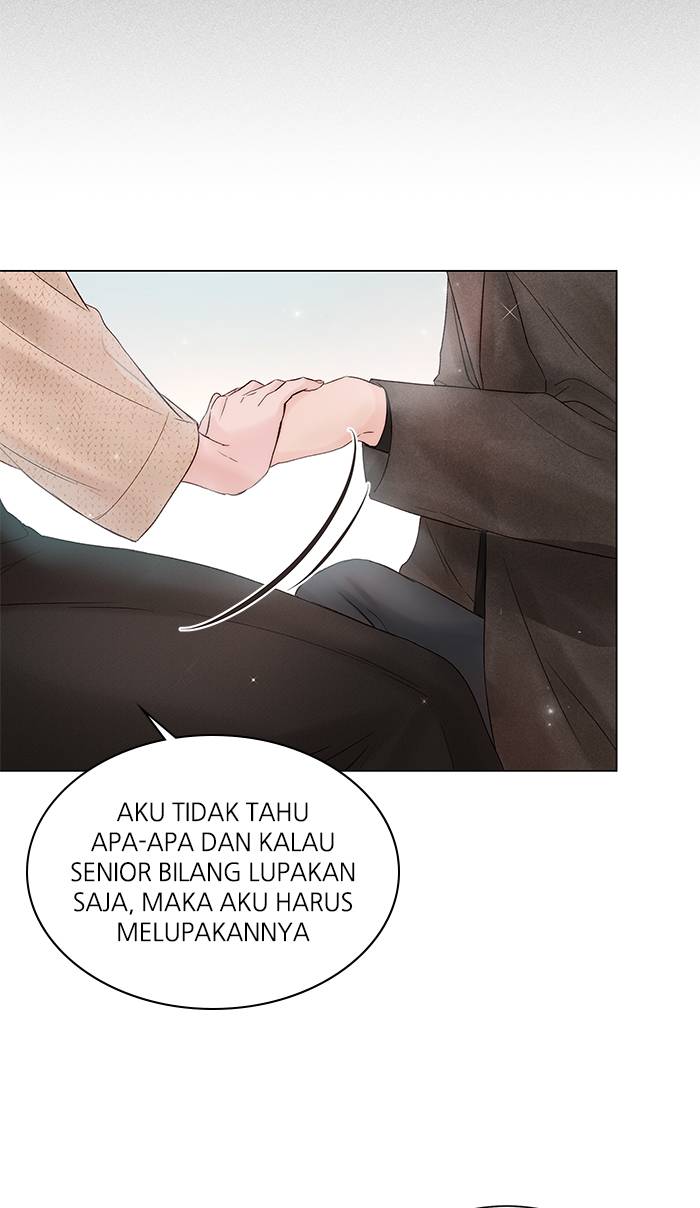 AKU TIDAK TAHU
APA-APA DAN KALAU
SENIOR BILANG LUPAKAN
SAJA, MAKA AKU HARUS
MELUPAKANNYA